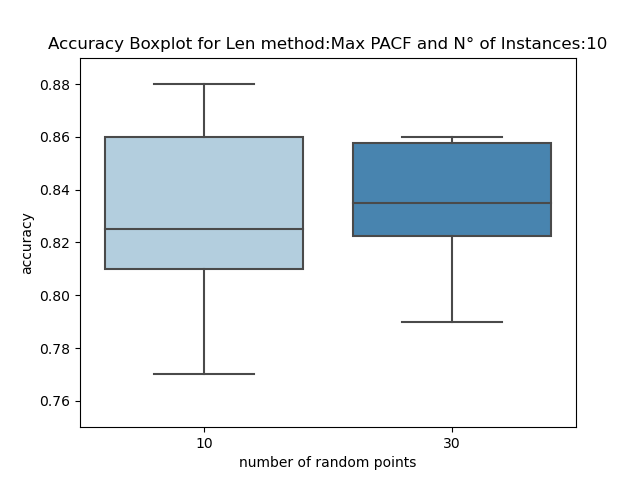 Accuracy Boxplot for Len method:Max PACF and N° of Instances:10
0.88
0.86
0.84
0.82
0.80
0.78
0.76
accuracy
10 30
number of random points